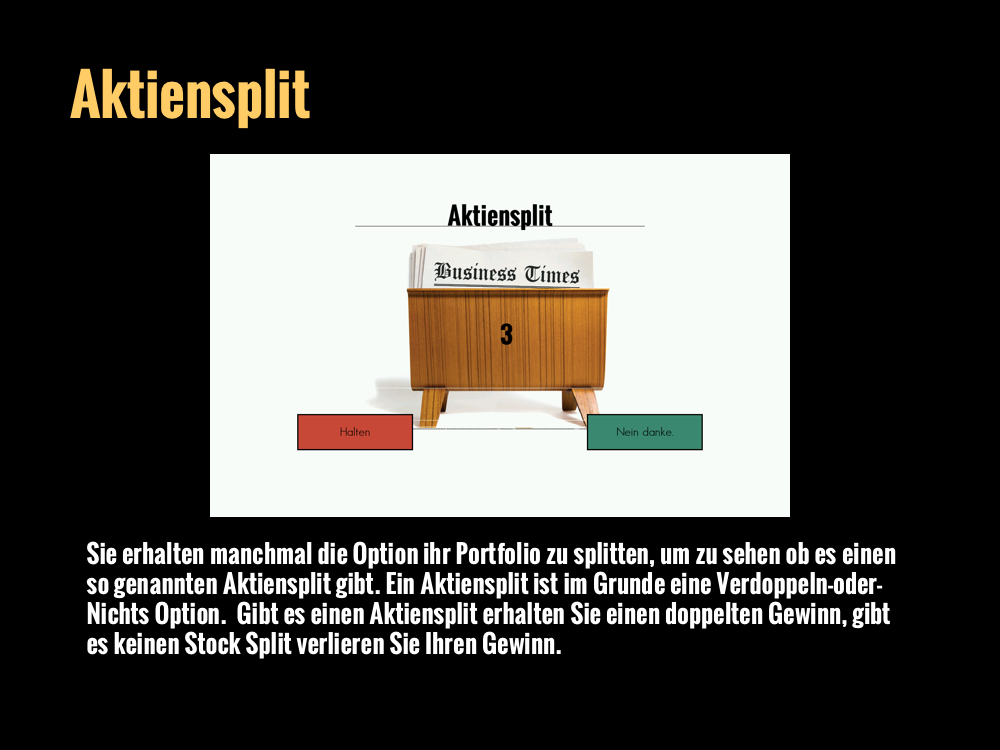 Aktiensplit
Aktiensplit
Business Times
3
Halten
Nein danke.
Sie erhalten manchmal die Option ihr Portfolio zu splitten, um zu sehen ob es einen
so genannten Aktiensplit gibt. Ein Aktiensplit ist im Grunde eine Verdoppeln-oder-
Nichts Option.  Gibt es einen Aktiensplit erhalten Sie einen doppelten Gewinn, gibt
es keinen Stock Split verlieren Sie Ihren Gewinn.